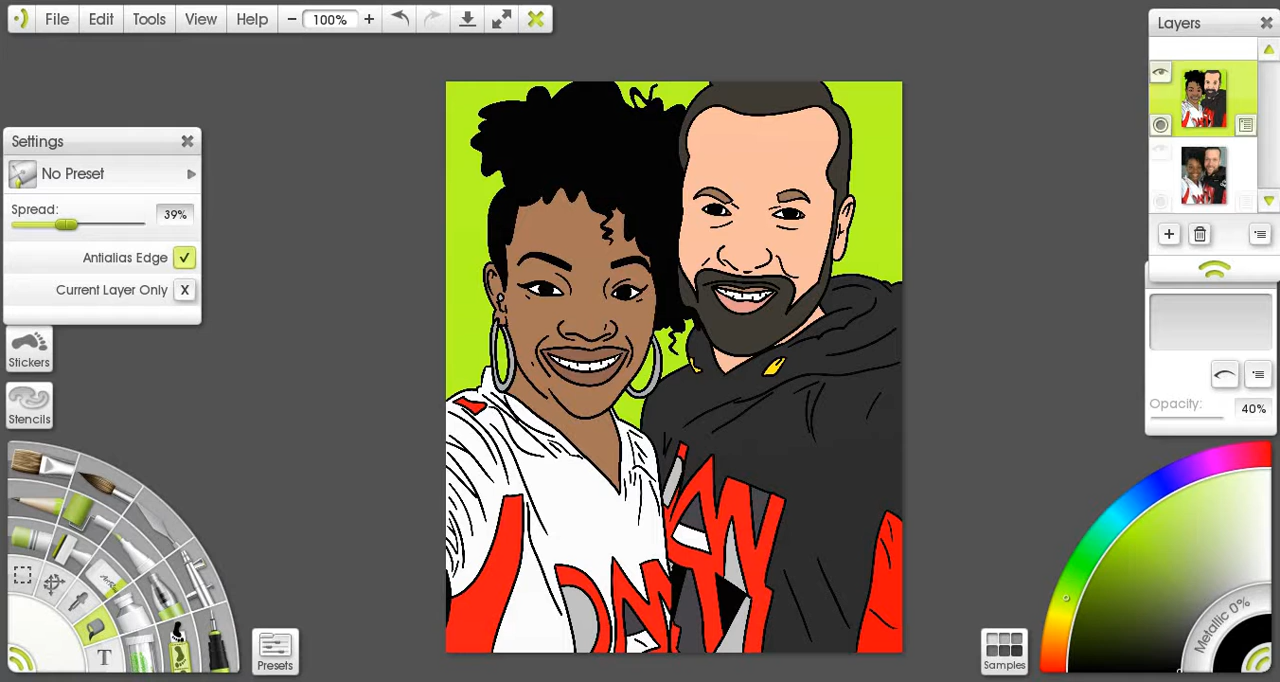 File Edit Tools View Help − 100% +
Layers
Settings
No Preset
Spread:
39%
Antialias Edge
Current Layer Only X
Stickers
Stencils
T
Presets
Opacity: 40%
Metallic 0%
Samples